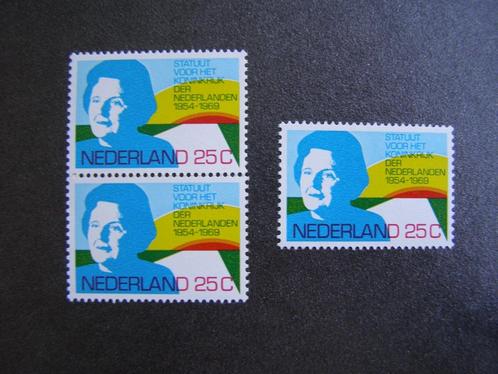 STATUUT
VOOR HET
KONINKRIJK
DER
NEDERLANDEN
1954-1969
NEDERLAND 25 C
STATUUT
VOOR HET
KONINKRIJK
DER
NEDERLANDEN
1954-1969
NEDERLAND 25 C
STATUUT
VOOR HET
KONINKRIJK
DER
NEDERLANDEN
1954-1969
NEDERLAND 25 C